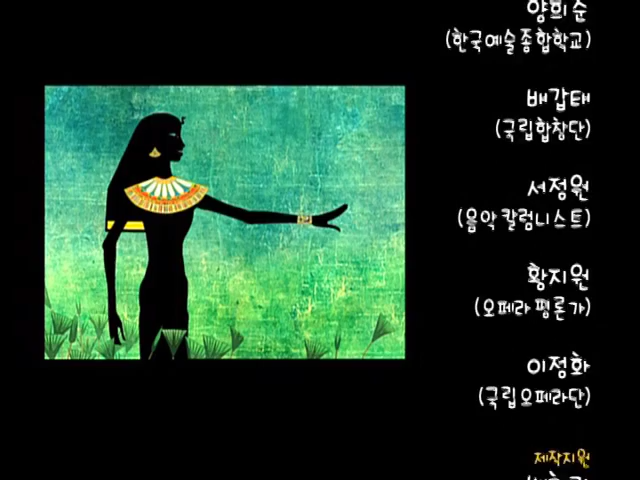 양희순
(한국예술종합학교)
배갑태
(국립합창단)
서정원
(음악 칼럼니스트)
황지원
(오페라 평론가)
이정화
(국립오페라단)
제작지원